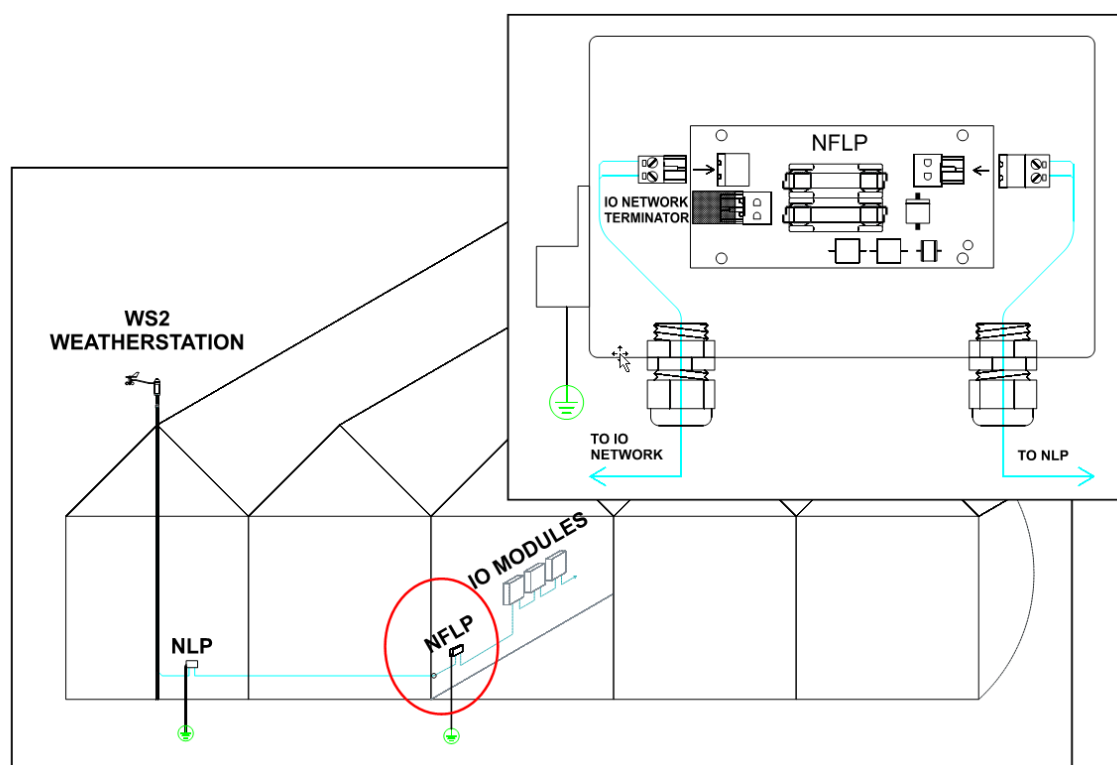 NFLP
IO NETWORK
TERMINATOR
TO IO
NETWORK
TO NLP
WS2
WEATHERSTATION
IO MODULES
NLP
NFLP